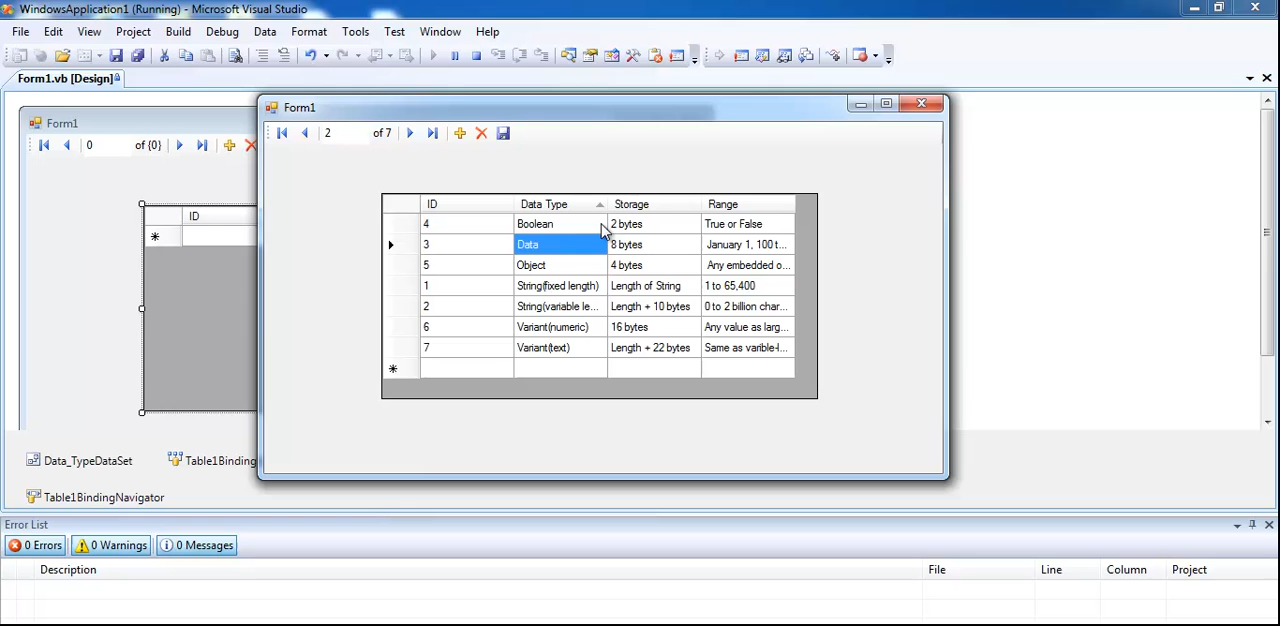 WindowsApplication1 (Running) - Microsoft Visual Studio
File Edit View Project Build Debug Data Format Tools Test Window Help
Form1.vb [Design]
Form1
0 of {0}
ID
Form1
2 of 7
ID Data Type Storage Range
4 Boolean 2 bytes True or False
3 Data 8 bytes January 1, 100 t...
5 Object 4 bytes Any embedded o...
1 String(fixed length) Length of String 1 to 65,400
2 String(variable le... Length + 10 bytes 0 to 2 billion char...
6 Variant(numeric) 16 bytes Any value as larg...
7 Variant(text) Length + 22 bytes Same as varible-l...
Data_TypeDataSet Table1Binding
Table1BindingNavigator
Error List
0 Errors 0 Warnings 0 Messages
Description File Line Column Project